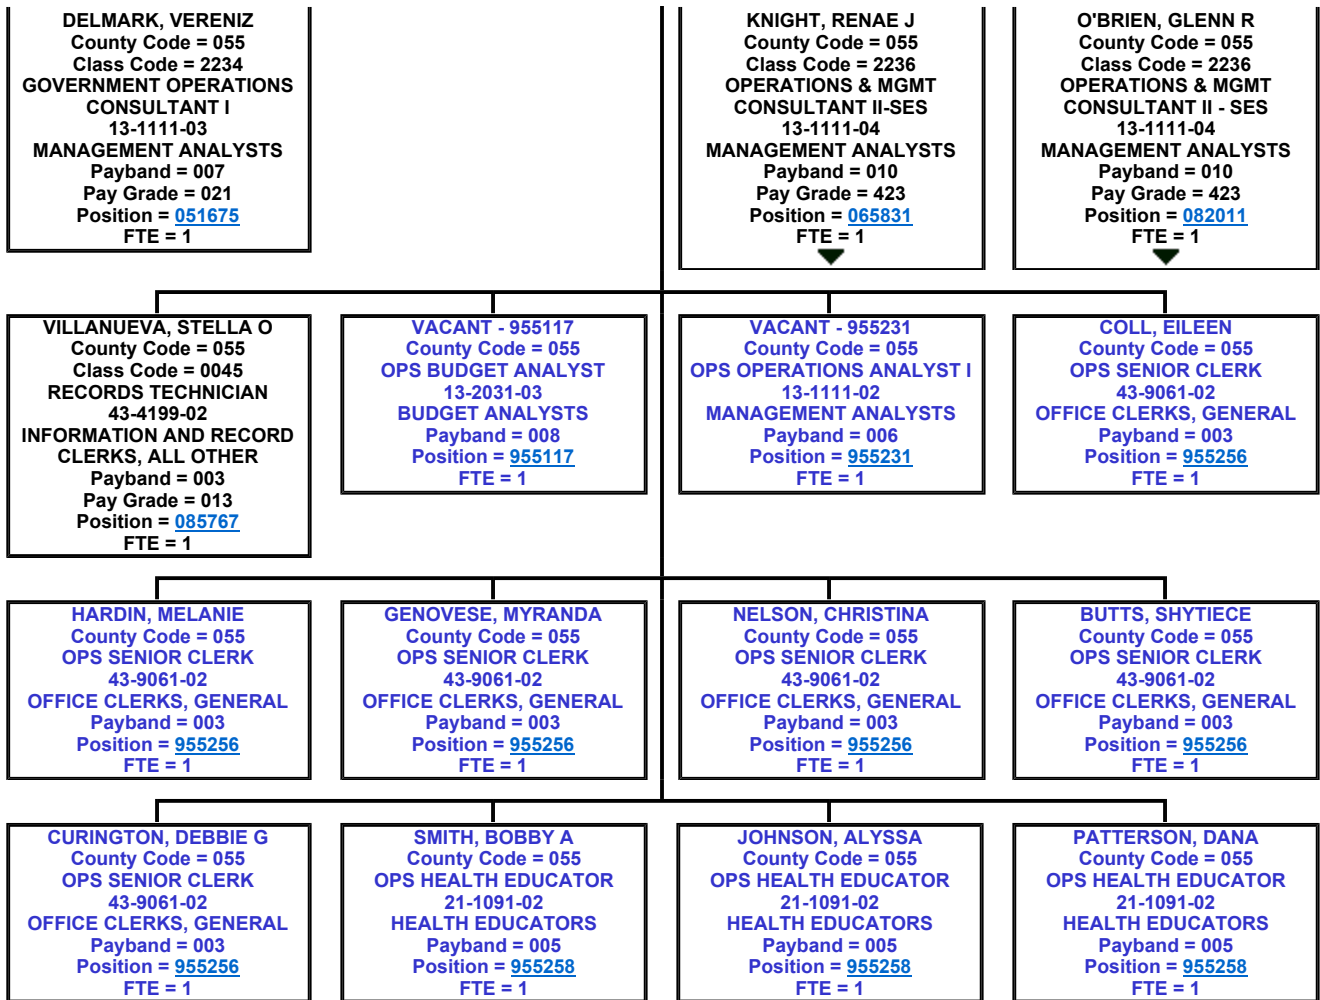 DELMARK, VERENIZ
County Code = 055
Class Code = 2234
GOVERNMENT OPERATIONS
CONSULTANT I
13-1111-03
MANAGEMENT ANALYSTS
Payband = 007
Pay Grade = 021
Position = 051675
FTE = 1
KNIGHT, RENAE J
County Code = 055
Class Code = 2236
OPERATIONS & MGMT
CONSULTANT II-SES
13-1111-04
MANAGEMENT ANALYSTS
Payband = 010
Pay Grade = 423
Position = 065831
FTE = 1
O'BRIEN, GLENN R
County Code = 055
Class Code = 2236
OPERATIONS & MGMT
CONSULTANT II - SES
13-1111-04
MANAGEMENT ANALYSTS
Payband = 010
Pay Grade = 423
Position = 082011
FTE = 1
VILLANUEVA, STELLA O
County Code = 055
Class Code = 0045
RECORDS TECHNICIAN
43-4199-02
INFORMATION AND RECORD
CLERKS, ALL OTHER
Payband = 003
Pay Grade = 013
Position = 085767
FTE = 1
VACANT - 955117
County Code = 055
OPS BUDGET ANALYST
13-2031-03
BUDGET ANALYSTS
Payband = 008
Position = 955117
FTE = 1
VACANT - 955231
County Code = 055
OPS OPERATIONS ANALYST I
13-1111-02
MANAGEMENT ANALYSTS
Payband = 006
Position = 955231
FTE = 1
COLL, EILEEN
County Code = 055
OPS SENIOR CLERK
43-9061-02
OFFICE CLERKS, GENERAL
Payband = 003
Position = 955256
FTE = 1
HARDIN, MELANIE
County Code = 055
OPS SENIOR CLERK
43-9061-02
OFFICE CLERKS, GENERAL
Payband = 003
Position = 955256
FTE = 1
GENOVESE, MYRANDA
County Code = 055
OPS SENIOR CLERK
43-9061-02
OFFICE CLERKS, GENERAL
Payband = 003
Position = 955256
FTE = 1
NELSON, CHRISTINA
County Code = 055
OPS SENIOR CLERK
43-9061-02
OFFICE CLERKS, GENERAL
Payband = 003
Position = 955256
FTE = 1
BUTTS, SHYTIECE
County Code = 055
OPS SENIOR CLERK
43-9061-02
OFFICE CLERKS, GENERAL
Payband = 003
Position = 955256
FTE = 1
CURINGTON, DEBBIE G
County Code = 055
OPS SENIOR CLERK
43-9061-02
OFFICE CLERKS, GENERAL
Payband = 003
Position = 955256
FTE = 1
SMITH, BOBBY A
County Code = 055
OPS HEALTH EDUCATOR
21-1091-02
HEALTH EDUCATORS
Payband = 005
Position = 955258
FTE = 1
JOHNSON, ALYSSA
County Code = 055
OPS HEALTH EDUCATOR
21-1091-02
HEALTH EDUCATORS
Payband = 005
Position = 955258
FTE = 1
PATTERSON, DANA
County Code = 055
OPS HEALTH EDUCATOR
21-1091-02
HEALTH EDUCATORS
Payband = 005
Position = 955258
FTE = 1